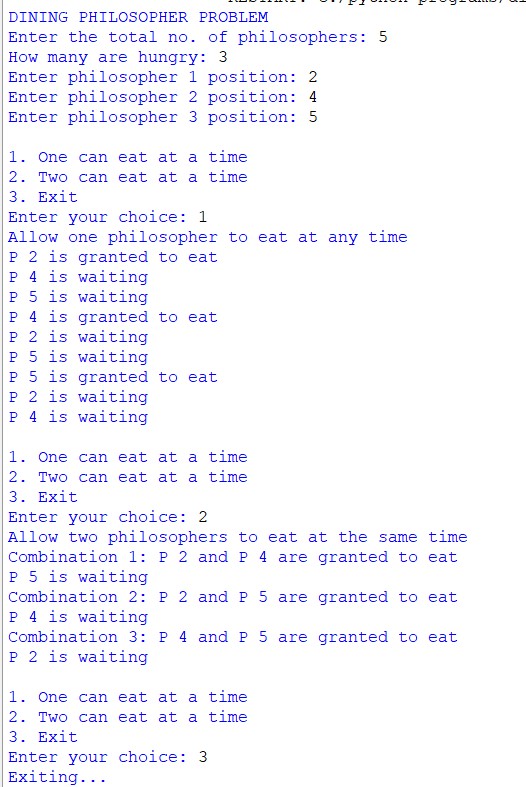 DINING PHILOSOPHER PROBLEM
Enter the total no. of philosophers: 5
How many are hungry: 3
Enter philosopher 1 position: 2
Enter philosopher 2 position: 4
Enter philosopher 3 position: 5
1. One can eat at a time
2. Two can eat at a time
3. Exit
Enter your choice: 1
Allow one philosopher to eat at any time
P 2 is granted to eat
P 4 is waiting
P 5 is waiting
P 4 is granted to eat
P 2 is waiting
P 5 is waiting
P 5 is granted to eat
P 2 is waiting
P 4 is waiting
1. One can eat at a time
2. Two can eat at a time
3. Exit
Enter your choice: 2
Allow two philosophers to eat at the same time
Combination 1: P 2 and P 4 are granted to eat
P 5 is waiting
Combination 2: P 2 and P 5 are granted to eat
P 4 is waiting
Combination 3: P 4 and P 5 are granted to eat
P 2 is waiting
1. One can eat at a time
2. Two can eat at a time
3. Exit
Enter your choice: 3
Exiting...